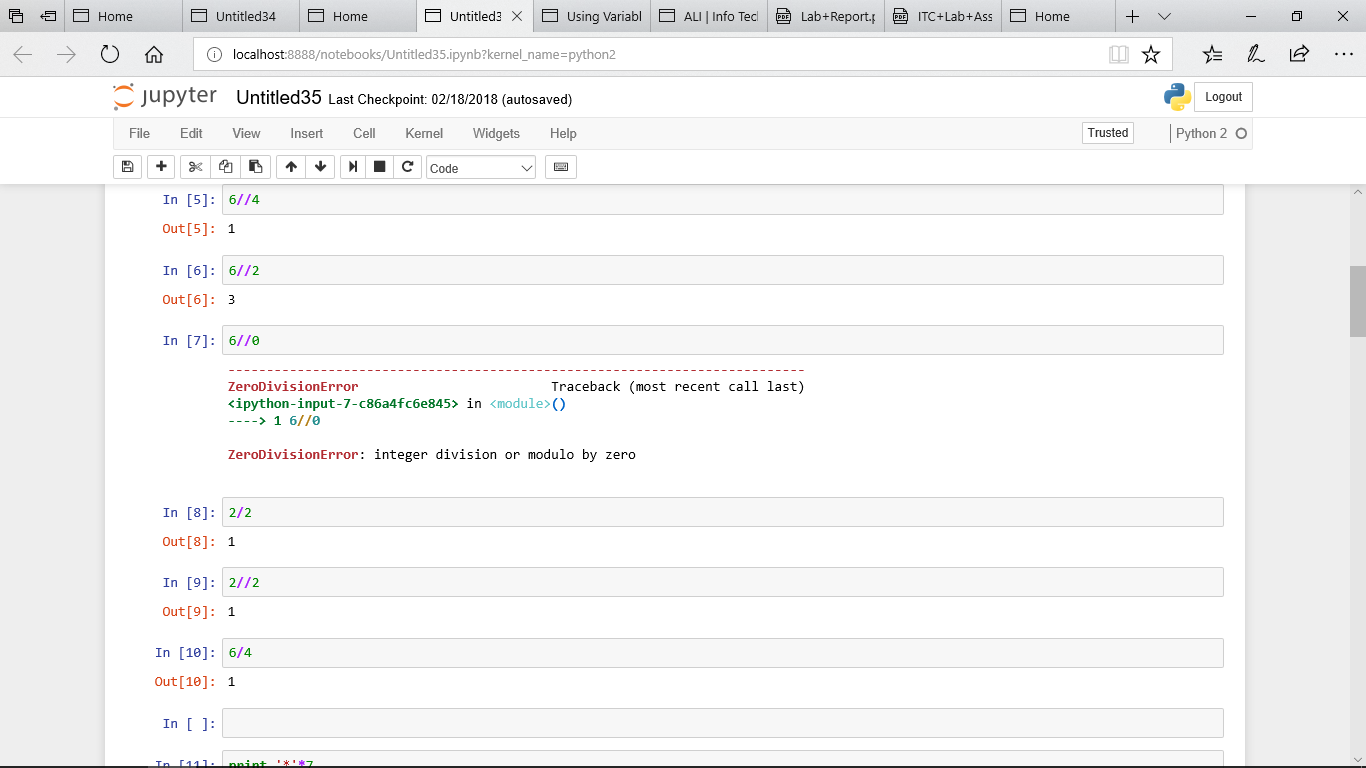 Home
Untitled34
Home
Untitled3
Using Variabl
ALI | Info Tecl
Lab+Report.p
ITC+Lab+Ass
Home
localhost:8888/notebooks/Untitled35.ipynb?kernel_name=python2
jupyter Untitled35 Last Checkpoint: 02/18/2018 (autosaved)
Logout
File Edit View Insert Cell Kernel Widgets Help
Trusted
Python 2
Code
In [5]: 6//4
Out[5]: 1
In [6]: 6//2
Out[6]: 3
In [7]: 6//0
---------------------------------------------------------------------------
ZeroDivisionError                         Traceback (most recent call last)
<ipython-input-7-c86a4fc6e845> in <module>()
----> 1 6//0
ZeroDivisionError: integer division or modulo by zero
In [8]: 2/2
Out[8]: 1
In [9]: 2//2
Out[9]: 1
In [10]: 6/4
Out[10]: 1
In [ ]:
In [11]: print '*'*7